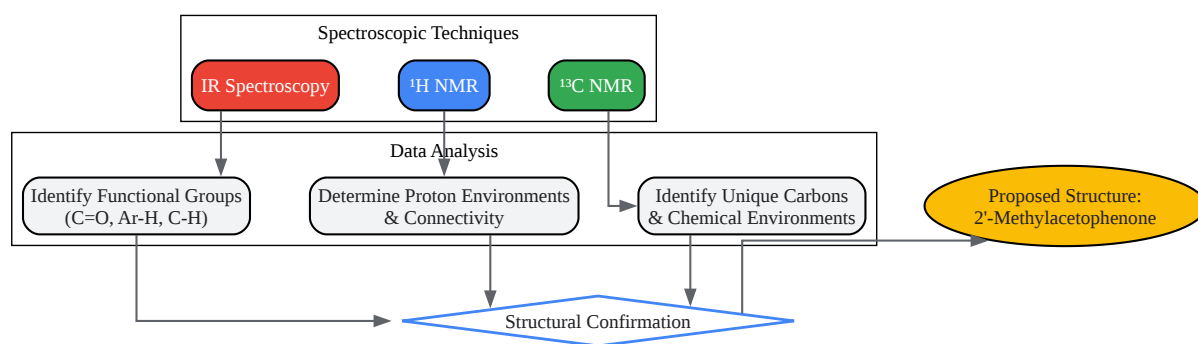 Spectroscopic Techniques
IR Spectroscopy
¹H NMR
¹³C NMR
Data Analysis
Identify Functional Groups
(C=O, Ar-H, C-H)
Determine Proton Environments
& Connectivity
Identify Unique Carbons
& Chemical Environments
Proposed Structure:
2'-Methylacetophenone
Structural Confirmation